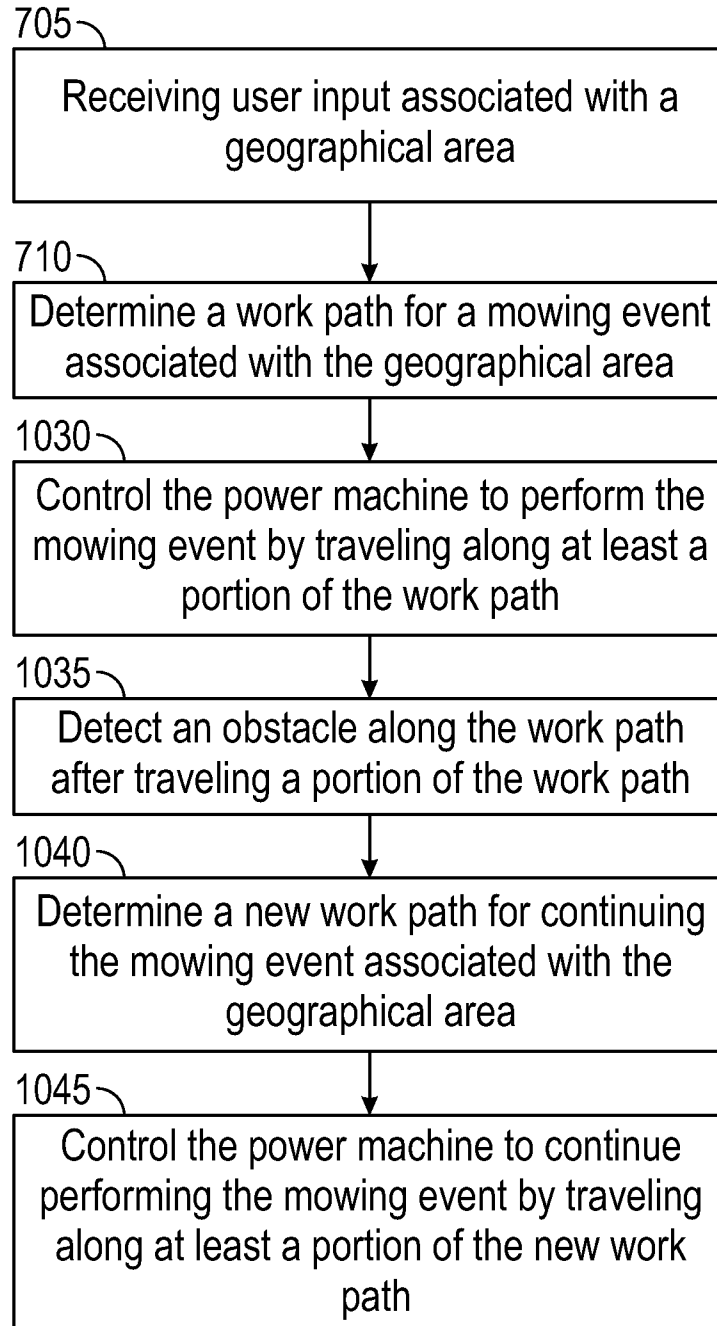 705
Receiving user input associated with a
geographical area
710
Determine a work path for a mowing event
associated with the geographical area
1030
Control the power machine to perform the
mowing event by traveling along at least a
portion of the work path
1035
Detect an obstacle along the work path
after traveling a portion of the work path
1040
Determine a new work path for continuing
the mowing event associated with the
geographical area
1045
Control the power machine to continue
performing the mowing event by traveling
along at least a portion of the new work
path